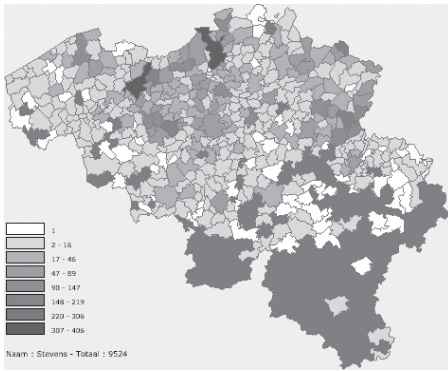 1
2 - 16
17 - 46
47 - 89
90 - 147
148 - 219
220 - 306
307 - 406
Naam : Stevens - Totaal : 9524